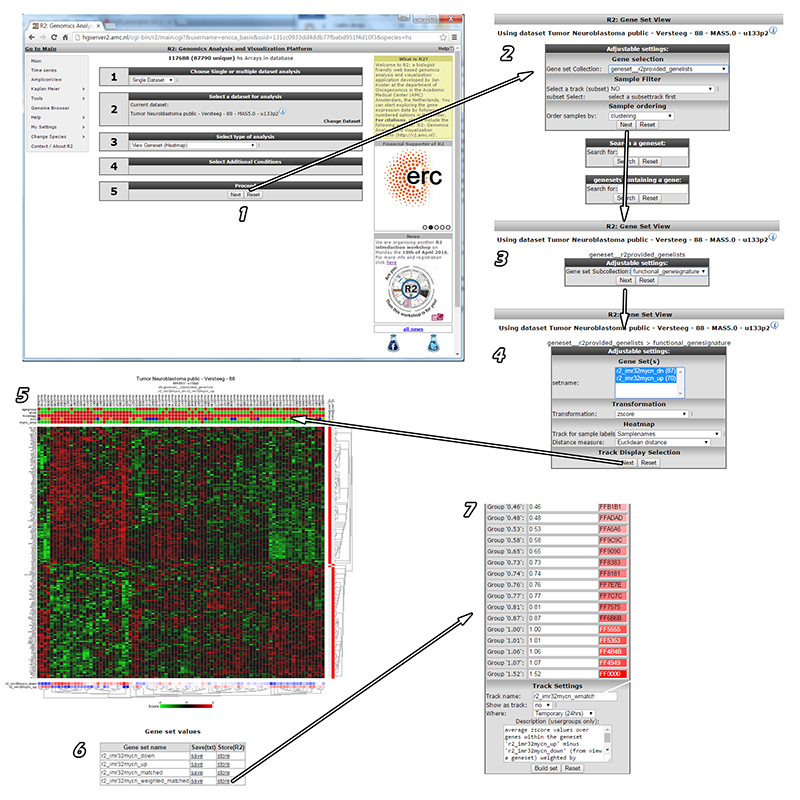 R2: Genomics Analy
hgserver2.amc.nl/cgi-bin/r2/main.cgi?&username=ericca_basis&ssid=131cc0933dd4ddb77fbabd951f4d10f3&species=hs
Go to Main
R2: Genomics Analysis and Visualization Platform
Help(?)
117688 (87790 unique) hs Arrays in database
Main
Time series
AmpliconView
Kaplan Meier
Tools
Genome Browser
Help
My Settings
Change Species
Contact / About R2
1
Choose Single or multiple dataset analysis
Single Dataset
2
Select a dataset for analysis
Current dataset:
Tumor Neuroblastoma public - Versteeg - 88 - MAS5.0 - u133p2
Change Dataset
3
Select type of analysis
View Geneset (Heatmap)
4
Select Additional Conditions
5
Proceed
Next Reset
1
What is R2?
Welcome to R2, a biologist
friendly web based genomics
analysis and visualization
application developed by Jan
Koster at the department of
Oncogenomics in the Academic
Medical Center (AMC)
Amsterdam, the Netherlands. You
can start exploring the gene
expression data by following
numbered options
For citations
include the following
R2: Genomics
Analysis and Visualization
Financial Supporter of R2
erc
News
We are organising another R2
introduction workshop on
Monday the 18th of April 2016.
For more info and registration
click here
Are you
R2
Then this workshop is for you!
all news
2
R2: Gene Set View
Using dataset Tumor Neuroblastoma public - Versteeg - 88 - MAS5.0 - u133p2
Adjustable settings:
Gene selection
Gene set Collection: geneset_r2provided_genelists
Sample Filter
Select a track (subset) NO
subset Select: select a subsettrack first
Sample ordering
Order samples by: clustering
Next Reset
Search a geneset:
Search for:
Search Reset
genesets containing a gene:
Search for:
Search Reset
3
R2: Gene Set View
Using dataset Tumor Neuroblastoma public - Versteeg - 88 - MAS5.0 - u133p2
geneset__r2provided_genelists
Adjustable settings:
Gene set Subcollection: functional_genesignature
Next Reset
4
R2: Gene Set View
Using dataset Tumor Neuroblastoma public - Versteeg - 88 - MAS5.0 - u133p2
geneset__r2provided_genelists > functional_genesignature
Adjustable settings:
Gene Set(s)
setname:
r2_imr32mycn_dn (87)
r2_imr32mycn_up (70)
Transformation
Transformation: zscore
Heatmap
Track for sample labels Samplenames
Distance measure: Euclidean distance
Track Display Selection
Next Reset
5
Tumor Neuroblastoma public - Versteeg - 88
r2_imr32mycn_down
r2_imr32mycn_up
Score
6
Gene set values
Gene set name Save(txt) Store(R2)
r2_imr32mycn_down save store
r2_imr32mycn_up save store
r2_imr32mycn_matched save store
r2_imr32mycn_weighted_matched save store
7
Group '0.46': 0.46 FFB1B1
Group '0.48': 0.48 FFADAD
Group '0.53': 0.53 FFA5A5
Group '0.58': 0.58 FF9C9C
Group '0.65': 0.65 FF9090
Group '0.73': 0.73 FF8383
Group '0.74': 0.74 FF8181
Group '0.76': 0.76 FF7E7E
Group '0.77': 0.77 FF7C7C
Group '0.81': 0.81 FF7575
Group '0.87': 0.87 FF6B6B
Group '1.00': 1.00 FF5555
Group '1.01': 1.01 FF5353
Group '1.06': 1.06 FF4B4B
Group '1.07': 1.07 FF4949
Group '1.52': 1.52 FF0000
Track Settings
Track name: r2_imr32mycn_wmatch
Show as track: no
Where: Temporary (24hrs)
Description (usergroups only):
average zscore values over
genes within the geneset
'r2_imr32mycn_up' minus
'r2_imr32mycn_down' (from view
a geneset) weighted by
Build set Reset